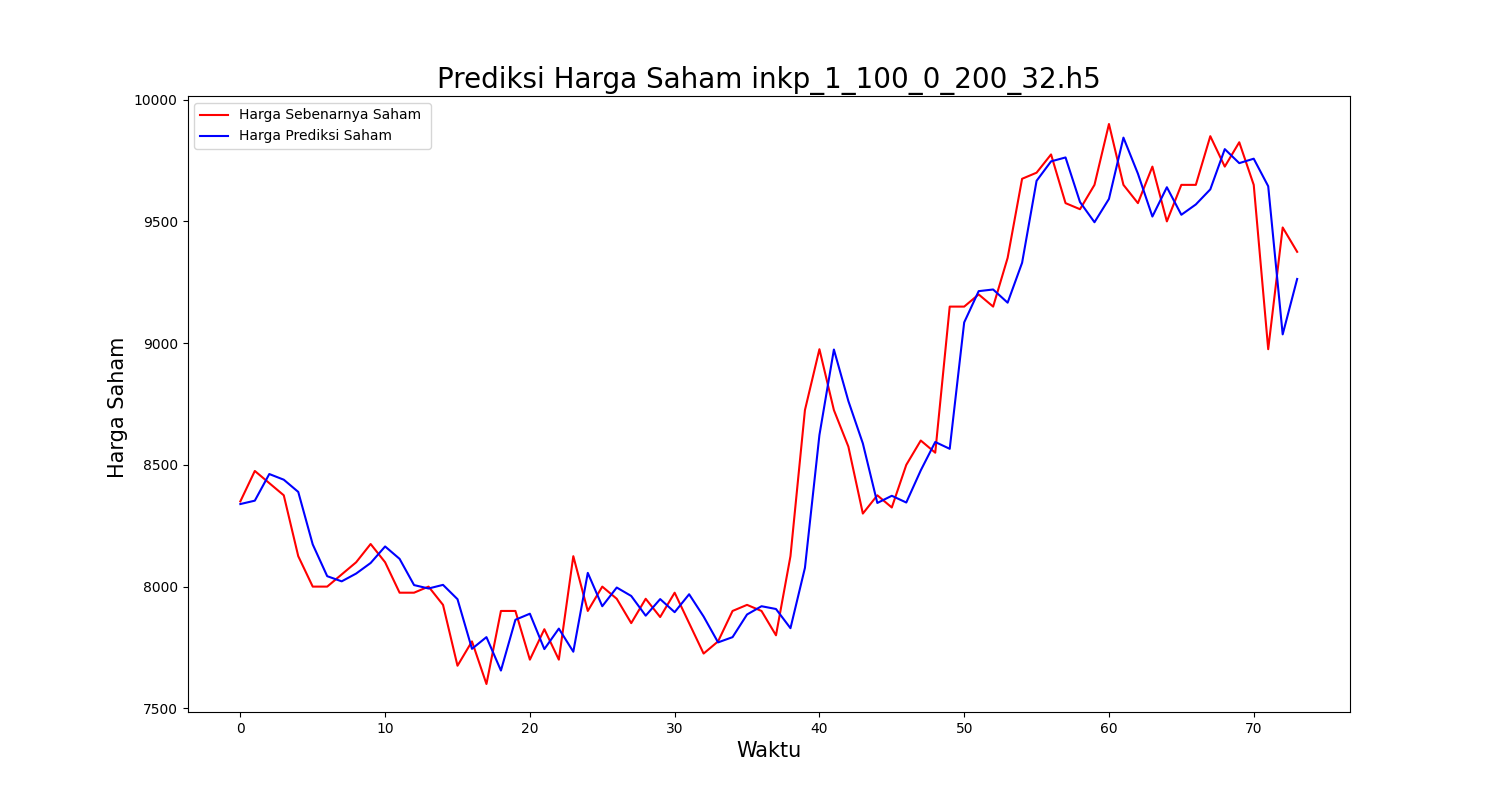 Prediksi Harga Saham inkp_1_100_0_200_32.h5
Harga Sebenarnya Saham
Harga Prediksi Saham
10000
9500
9000
8500
8000
7500
Harga Saham
0 10 20 30 40 50 60 70
Waktu